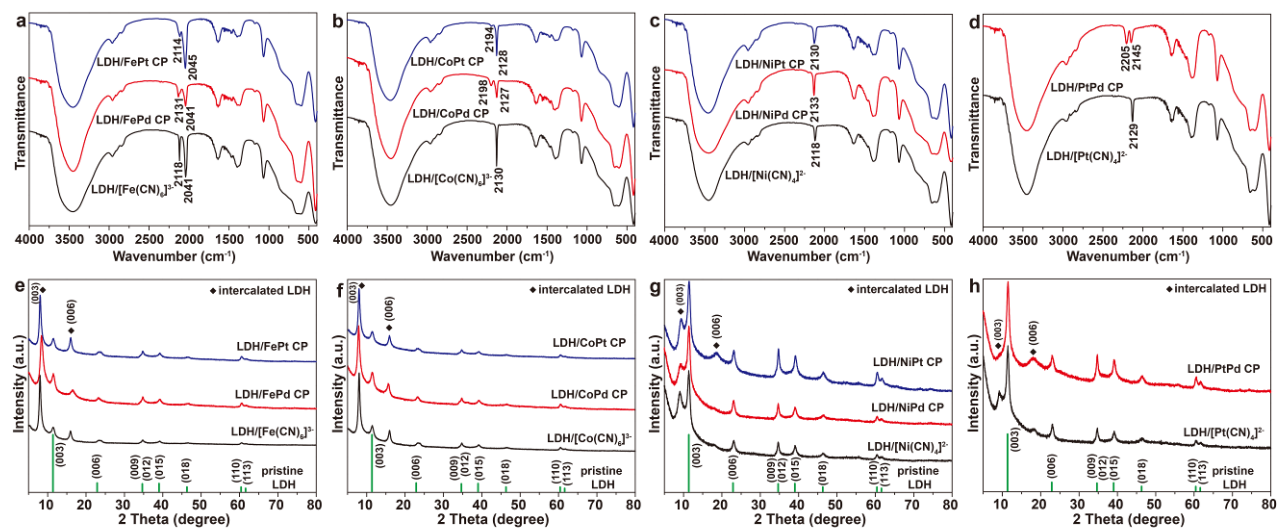 a
Transmittance
LDH/FePt CP
2114
2045
LDH/FePd CP
2131
2041
LDH/[Fe(CN)₆]³⁻
2118
2041
4000 3500 3000 2500 2000 1500 1000 500
Wavenumber (cm⁻¹)
b
Transmittance
2194
LDH/CoPt CP
2128
2198
LDH/CoPd CP
2127
LDH/[Co(CN)₆]³⁻
2130
4000 3500 3000 2500 2000 1500 1000 500
Wavenumber (cm⁻¹)
c
Transmittance
2130
LDH/NiPt CP
LDH/NiPd CP
2133
2118
LDH/[Ni(CN)₄]²⁻
4000 3500 3000 2500 2000 1500 1000 500
Wavenumber (cm⁻¹)
d
Transmittance
2205
2145
LDH/PtPd CP
2129
LDH/[Pt(CN)₄]²⁻
4000 3500 3000 2500 2000 1500 1000 500
Wavenumber (cm⁻¹)
e
Intensity (a.u.)
(003)
◆ intercalated LDH
(006)
LDH/FePt CP
LDH/FePd CP
LDH/[Fe(CN)₆]³⁻
(003)
(006)
(009)
(012)
(015)
(018)
(110)
(113)
pristine
LDH
10 20 30 40 50 60 70 80
2 Theta (degree)
f
Intensity (a.u.)
(003)
◆ intercalated LDH
(006)
LDH/CoPt CP
LDH/CoPd CP
LDH/[Co(CN)₆]³⁻
(003)
(006)
(009)
(012)
(015)
(018)
(110)
(113)
pristine
LDH
10 20 30 40 50 60 70 80
2 Theta (degree)
g
Intensity (a.u.)
(003)
◆ intercalated LDH
(006)
LDH/NiPt CP
LDH/NiPd CP
LDH/[Ni(CN)₄]²⁻
(003)
(006)
(009)
(012)
(015)
(018)
(110)
(113)
pristine
LDH
10 20 30 40 50 60 70 80
2 Theta (degree)
h
Intensity (a.u.)
(003)
◆ intercalated LDH
(006)
LDH/PtPd CP
LDH/[Pt(CN)₄]²⁻
(003)
(006)
(009)
(012)
(015)
(018)
(110)
(113)
pristine
LDH
10 20 30 40 50 60 70 80
2 Theta (degree)